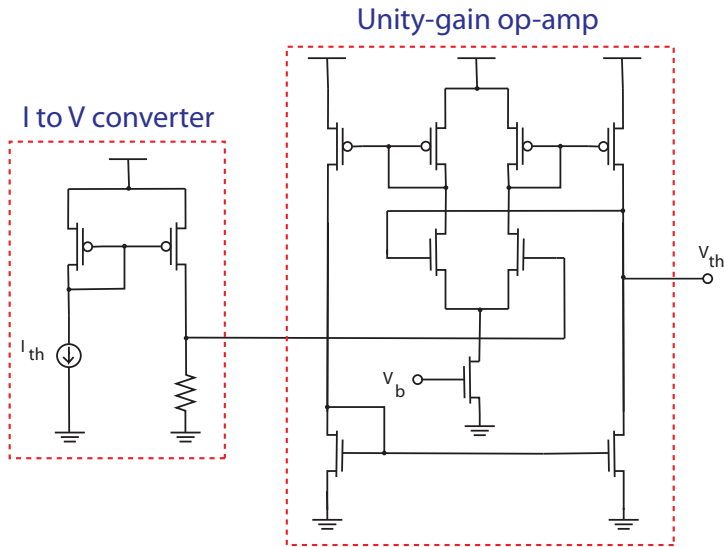 Unity-gain op-amp
I to V converter
V_th
I_th
V_b